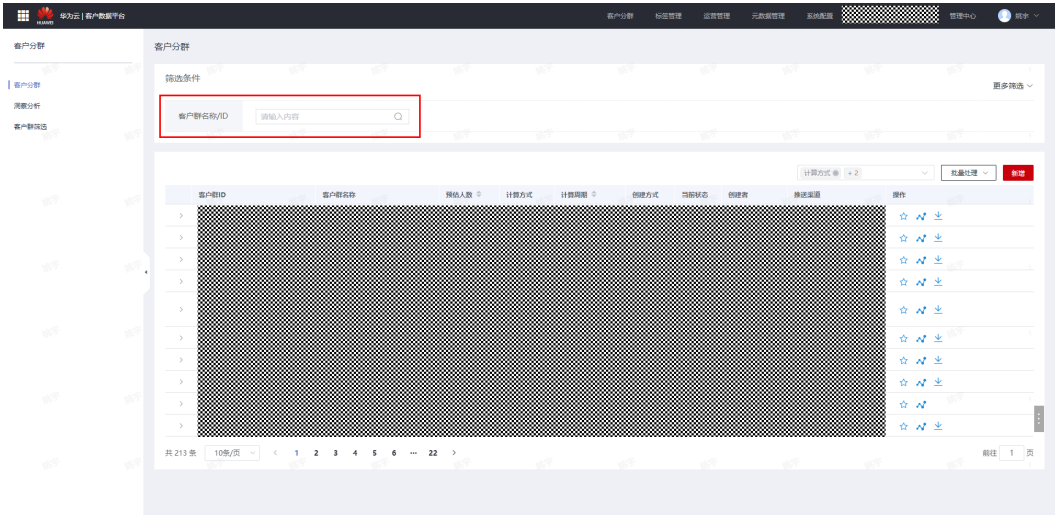 HUAWEI 华为云 | 客户数据平台 客户分群 标签管理 运营管理 元数据管理 系统配置 管理中心 皓宇
客户分群
客户分群
洞察分析
客户群筛选
客户分群
筛选条件
更多筛选
客户群名称/ID 请输入内容
计算方式 + 2 批量处理 新增
客户群ID 客户群名称 预估人数 计算方式 计算周期 创建方式 当前状态 创建者 推送渠道 操作
共 213 条 10条/页 < 1 2 3 4 5 6 ··· 22 > 前往 1 页